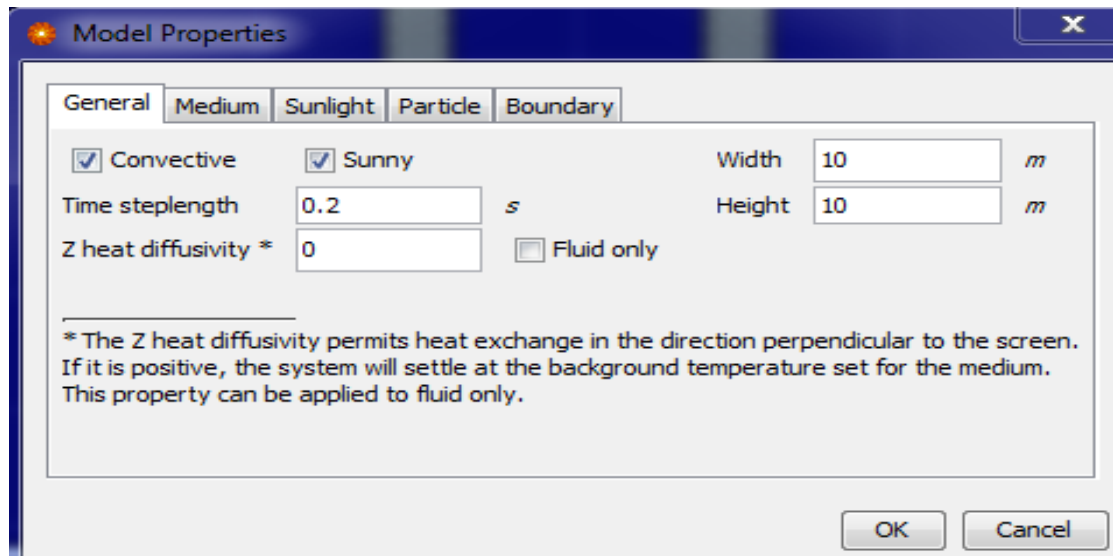 Model Properties
x
General Medium Sunlight Particle Boundary
Convective Sunny Width 10 m
Time steplength 0.2 s Height 10 m
Z heat diffusivity * 0 Fluid only
* The Z heat diffusivity permits heat exchange in the direction perpendicular to the screen.
If it is positive, the system will settle at the background temperature set for the medium.
This property can be applied to fluid only.
OK Cancel